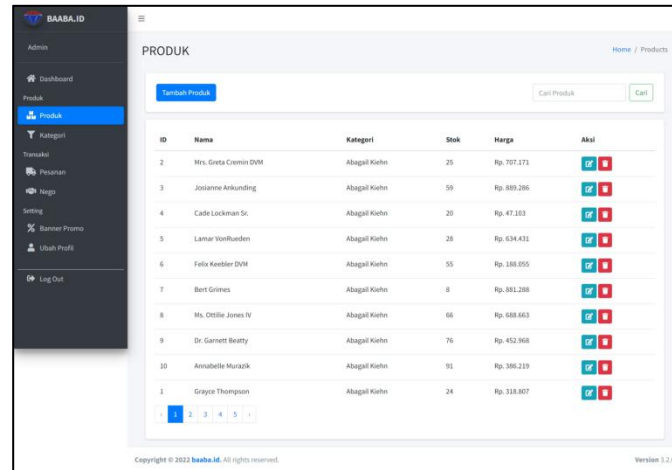 BAABA.ID
Admin
Dashboard
Produk
Produk
Kategori
Transaksi
Pesanan
Nego
Setting
Banner Promo
Ubah Profil
Log Out
PRODUK
Home / Products
Tambah Produk
Cari Produk
Cari
ID Nama Kategori Stok Harga Aksi
2 Mrs. Greta Cremin DVM Abagail Kiehn 25 Rp. 707.171
3 Josianne Ankunding Abagail Kiehn 59 Rp. 889.286
4 Cade Lockman Sr. Abagail Kiehn 20 Rp. 47.103
5 Lamar VonRueden Abagail Kiehn 28 Rp. 634.431
6 Felix Keebler DVM Abagail Kiehn 55 Rp. 188.055
7 Bert Grimes Abagail Kiehn 8 Rp. 881.288
8 Ms. Ottilie Jones IV Abagail Kiehn 66 Rp. 688.663
9 Dr. Garnett Beatty Abagail Kiehn 76 Rp. 452.968
10 Annabelle Murazik Abagail Kiehn 91 Rp. 386.219
1 Grayce Thompson Abagail Kiehn 24 Rp. 318.807
‹ 1 2 3 4 5 ›
Copyright © 2022 baaba.id. All rights reserved.
Version 3.2.